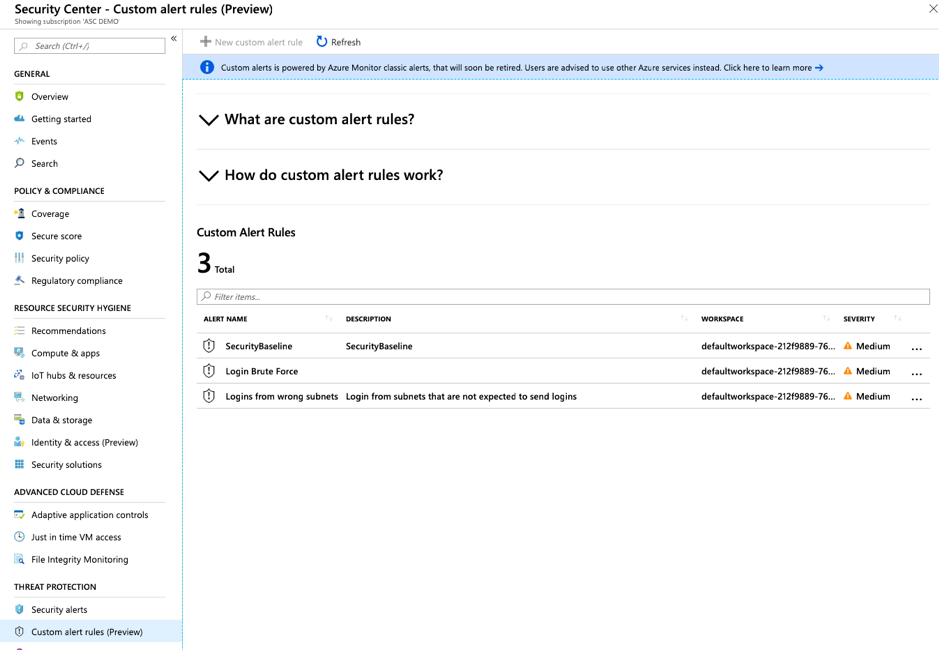 Security Center - Custom alert rules (Preview)
Showing subscription 'ASC DEMO'
Search (Ctrl+/)
«
GENERAL
Overview
Getting started
Events
Search
POLICY & COMPLIANCE
Coverage
Secure score
Security policy
Regulatory compliance
RESOURCE SECURITY HYGIENE
Recommendations
Compute & apps
IoT hubs & resources
Networking
Data & storage
Identity & access (Preview)
Security solutions
ADVANCED CLOUD DEFENSE
Adaptive application controls
Just in time VM access
File Integrity Monitoring
THREAT PROTECTION
Security alerts
Custom alert rules (Preview)
New custom alert rule Refresh
Custom alerts is powered by Azure Monitor classic alerts, that will soon be retired. Users are advised to use other Azure services instead. Click here to learn more →
What are custom alert rules?
How do custom alert rules work?
Custom Alert Rules
3 Total
Filter items...
ALERT NAME DESCRIPTION WORKSPACE SEVERITY
SecurityBaseline SecurityBaseline defaultworkspace-212f9889-76... Medium ...
Login Brute Force defaultworkspace-212f9889-76... Medium ...
Logins from wrong subnets Login from subnets that are not expected to send logins defaultworkspace-212f9889-76... Medium ...